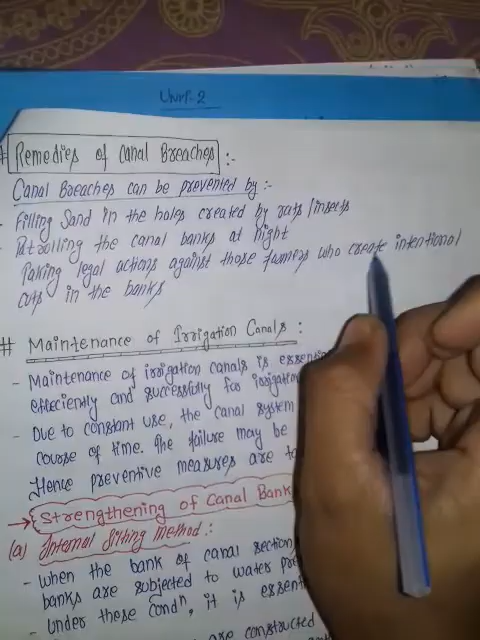 Unit-2
# Remedies of Canal Breaches :-
Canal Breaches can be prevented by :-
- Filling Sand in the holes created by rats/insects
- Patrolling the canal banks at night
Taking legal actions against those farmers who create intentional
cuts in the banks
# Maintenance of Irrigation Canals :
- Maintenance of irrigation canals is essen
effeciently and successfully for irrigation
- Due to constant use, the canal system
course of time. The failure may be
Hence preventive measures are to
→ Strengthening of Canal Bank
(a) Internal Silting Method :
- When the bank of canal section
banks are subjected to water pre
under these condⁿ, it is essent
are constructed